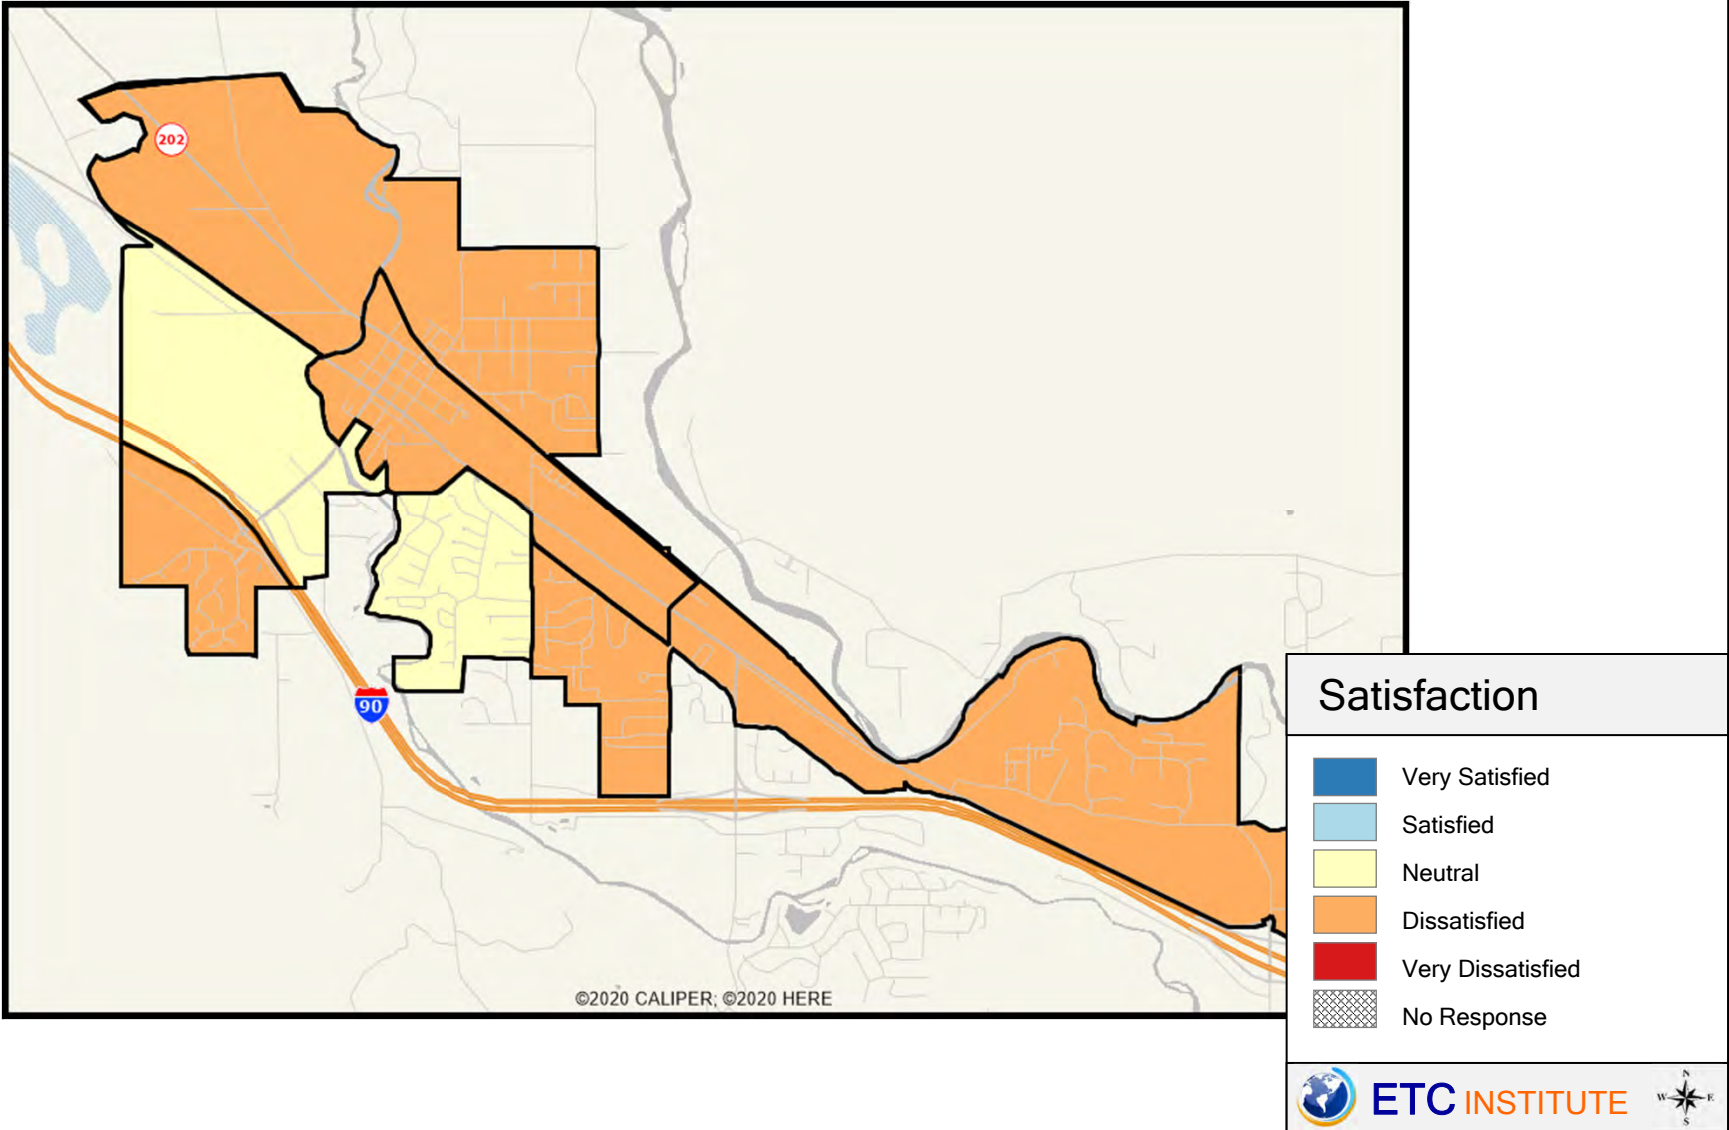 202
90
©2020 CALIPER; ©2020 HERE
Satisfaction
Very Satisfied
Satisfied
Neutral
Dissatisfied
Very Dissatisfied
No Response
ETC INSTITUTE
N
W E
S